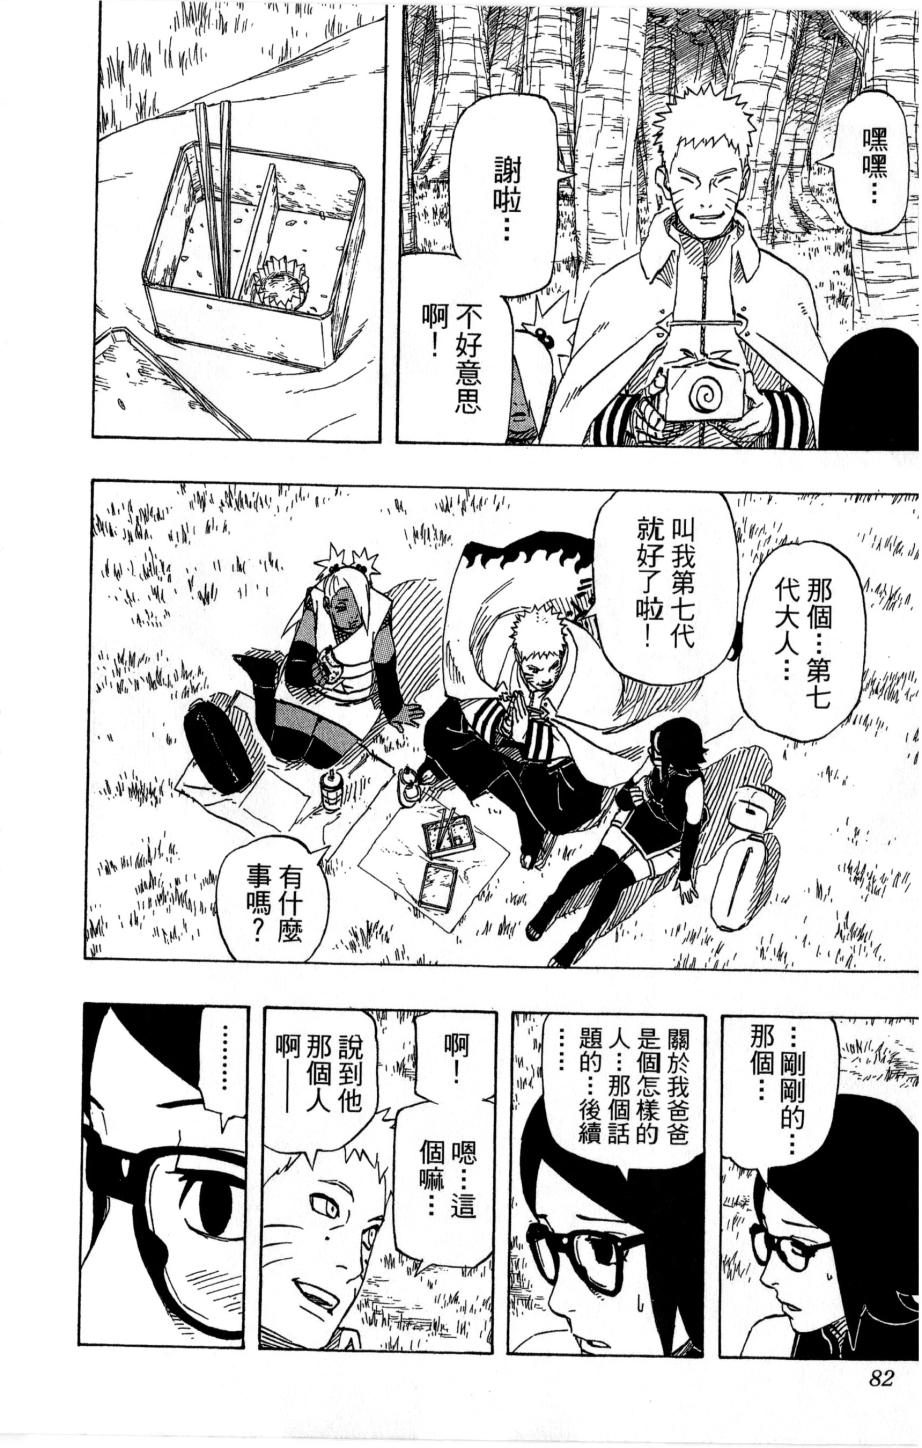 嘿嘿…
謝啦…
不好意思
啊！
那個…第七
代大人…
叫我第七代
就好了啦！
有什麼
事嗎？
…剛剛的…
那個…
關於我爸爸
是個怎樣的
人…那個話
題的…後續
……
啊！
嗯…這
個嘛…
說到他
那個人
啊—
………
82